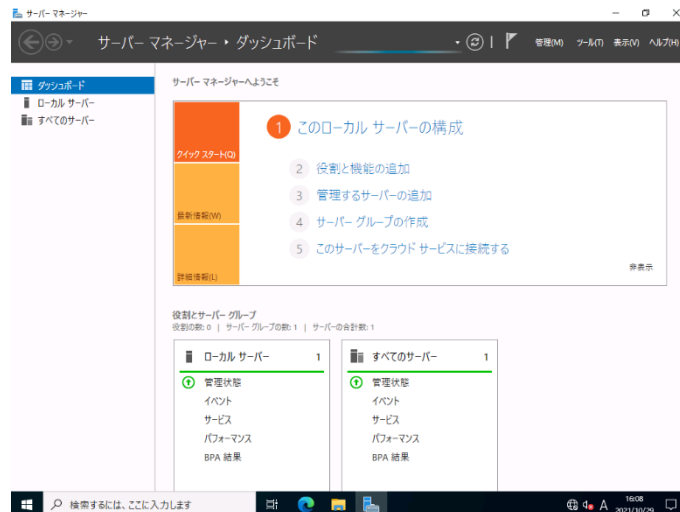 サーバー マネージャー
サーバー マネージャー・ダッシュボード
管理(M) ツール(T) 表示(V) ヘルプ(H)
ダッシュボード
ローカル サーバー
すべてのサーバー
サーバー マネージャーへようこそ
クイック スタート(Q)
最新情報(W)
詳細情報(L)
1 このローカル サーバーの構成
2 役割と機能の追加
3 管理するサーバーの追加
4 サーバー グループの作成
5 このサーバーをクラウド サービスに接続する
非表示
役割とサーバー グループ
役割の数: 0 | サーバー グループの数: 1 | サーバーの合計数: 1
ローカル サーバー 1
管理状態
イベント
サービス
パフォーマンス
BPA 結果
すべてのサーバー 1
管理状態
イベント
サービス
パフォーマンス
BPA 結果
検索するには、ここに入力します
A
16:08
2021/10/29